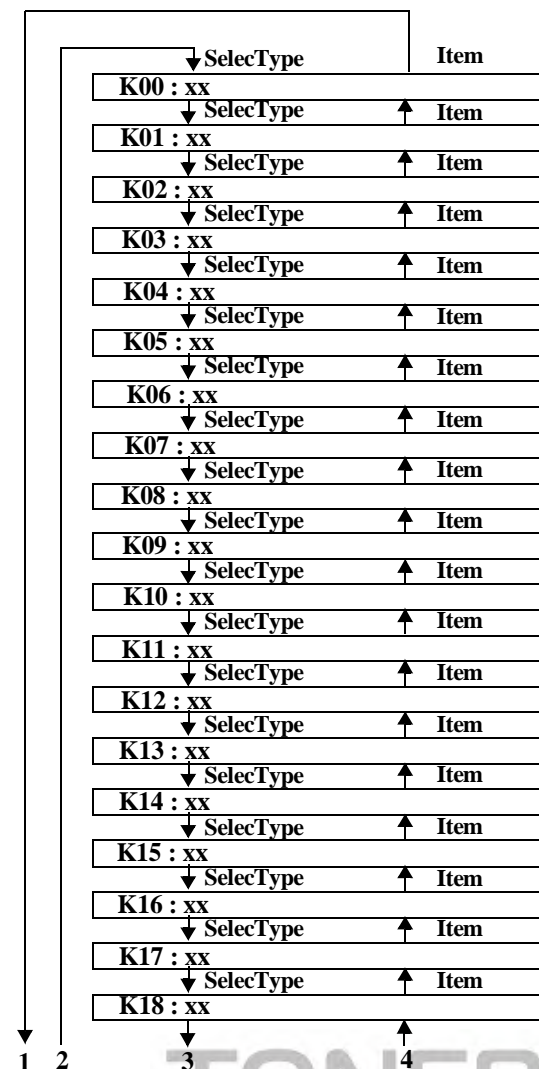 SelecType Item
K00 : xx
SelecType Item
K01 : xx
SelecType Item
K02 : xx
SelecType Item
K03 : xx
SelecType Item
K04 : xx
SelecType Item
K05 : xx
SelecType Item
K06 : xx
SelecType Item
K07 : xx
SelecType Item
K08 : xx
SelecType Item
K09 : xx
SelecType Item
K10 : xx
SelecType Item
K11 : xx
SelecType Item
K12 : xx
SelecType Item
K13 : xx
SelecType Item
K14 : xx
SelecType Item
K15 : xx
SelecType Item
K16 : xx
SelecType Item
K17 : xx
SelecType Item
K18 : xx
1 2 3 4